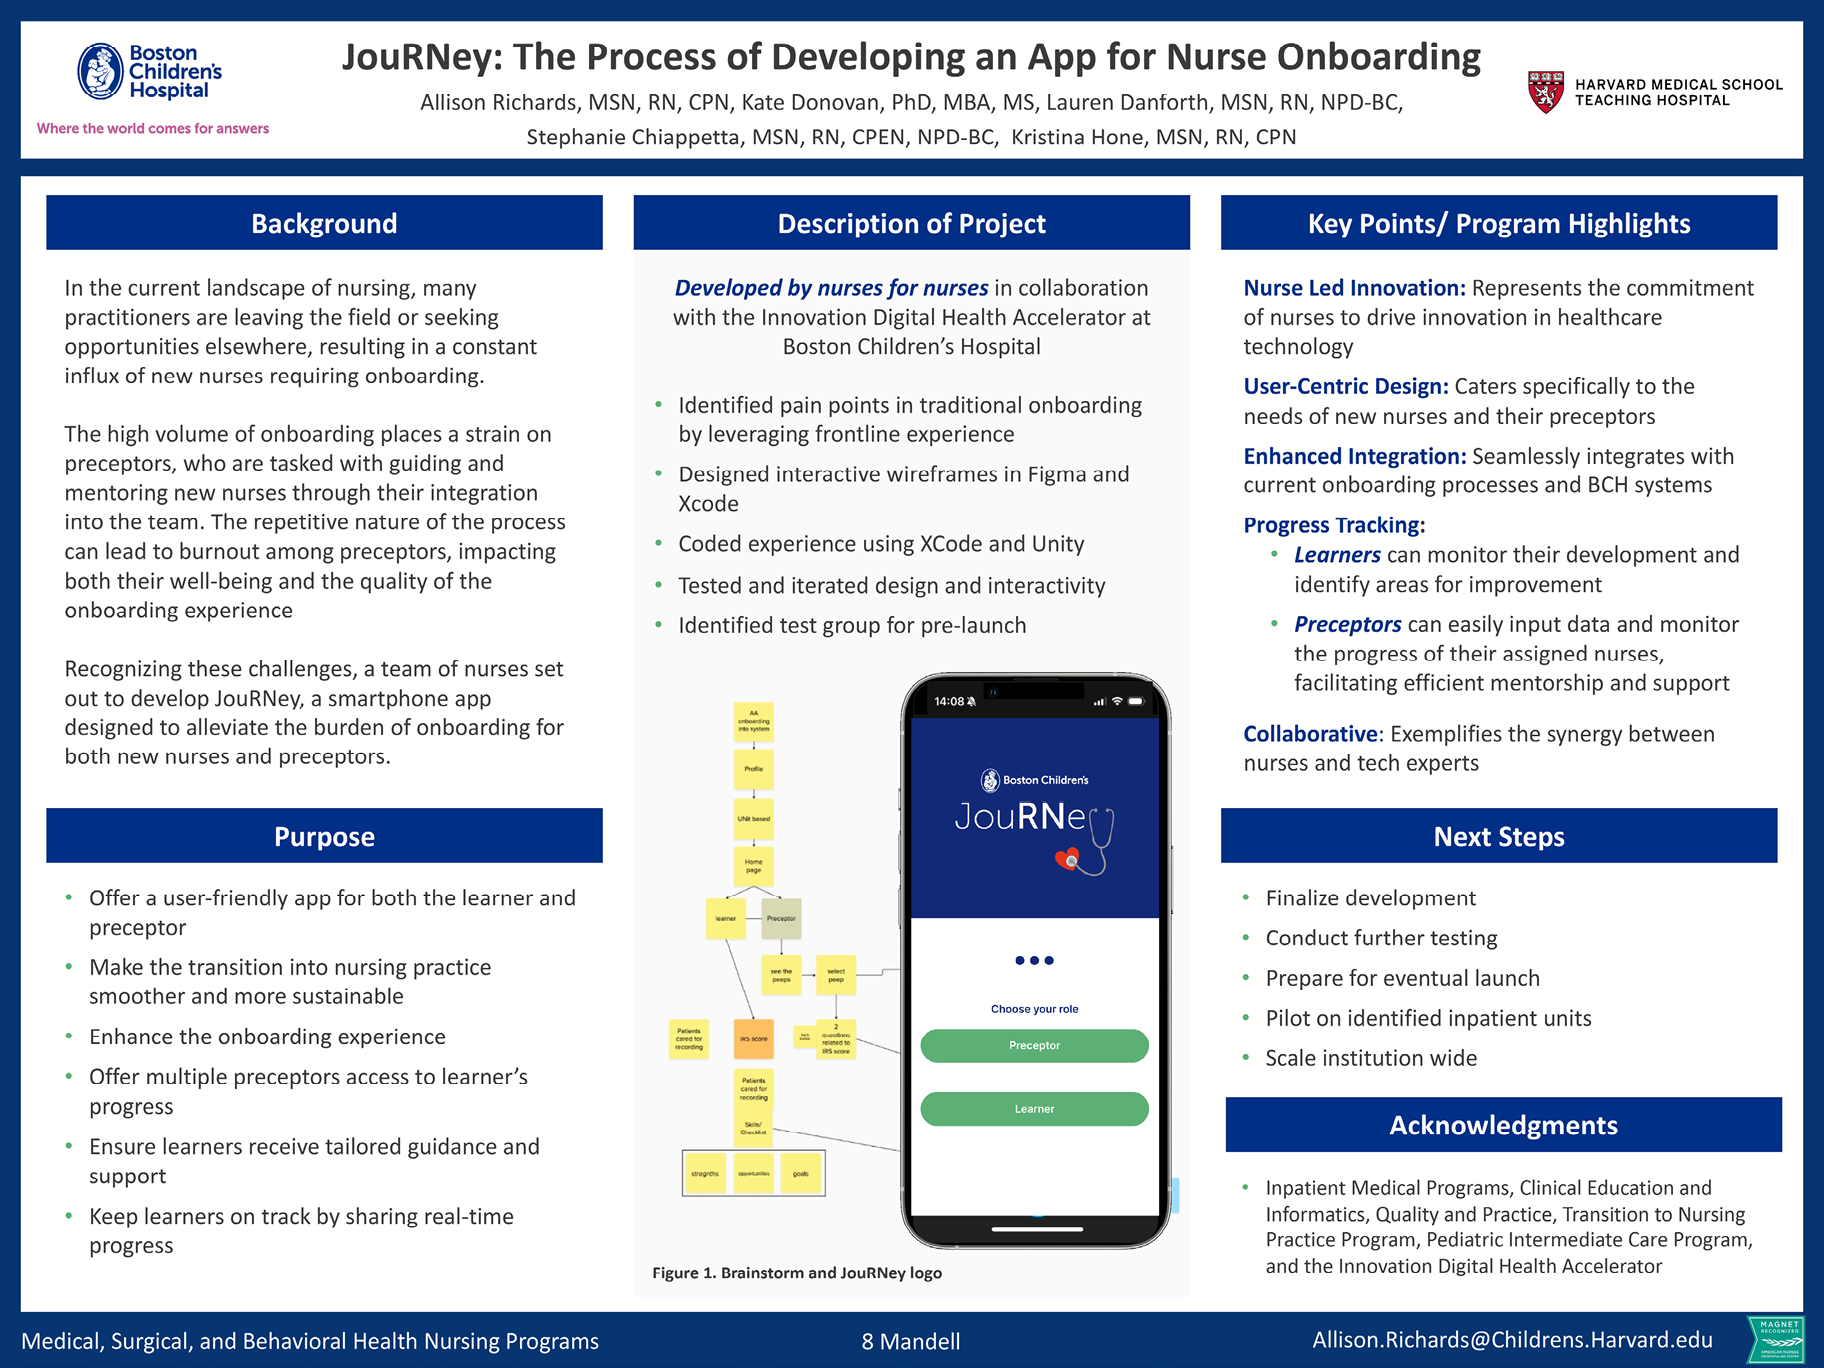 Boston
Children's
Hospital
Where the world comes for answers
JouRNey: The Process of Developing an App for Nurse Onboarding
Allison Richards, MSN, RN, CPN, Kate Donovan, PhD, MBA, MS, Lauren Danforth, MSN, RN, NPD-BC,
Stephanie Chiappetta, MSN, RN, CPEN, NPD-BC, Kristina Hone, MSN, RN, CPN
HARVARD MEDICAL SCHOOL
TEACHING HOSPITAL
Background
In the current landscape of nursing, many
practitioners are leaving the field or seeking
opportunities elsewhere, resulting in a constant
influx of new nurses requiring onboarding.
The high volume of onboarding places a strain on
preceptors, who are tasked with guiding and
mentoring new nurses through their integration
into the team. The repetitive nature of the process
can lead to burnout among preceptors, impacting
both their well-being and the quality of the
onboarding experience
Recognizing these challenges, a team of nurses set
out to develop JouRNey, a smartphone app
designed to alleviate the burden of onboarding for
both new nurses and preceptors.
Purpose
• Offer a user-friendly app for both the learner and
preceptor
• Make the transition into nursing practice
smoother and more sustainable
• Enhance the onboarding experience
• Offer multiple preceptors access to learner's
progress
• Ensure learners receive tailored guidance and
support
• Keep learners on track by sharing real-time
progress
Description of Project
Developed by nurses for nurses in collaboration
with the Innovation Digital Health Accelerator at
Boston Children's Hospital
• Identified pain points in traditional onboarding
by leveraging frontline experience
• Designed interactive wireframes in Figma and
Xcode
• Coded experience using XCode and Unity
• Tested and iterated design and interactivity
• Identified test group for pre-launch
AA
onboarding
into system
Profile
UNit based
Home
page
learner
Preceptor
see the
peeps
select
peep
Patients
cared for
recording
IRS score
2
questions
related to
IRS score
Patients
cared for
recording
Skills/
Checklist
stregnths
opportunities
goals
14:08
Boston Children's
JouRNey
Choose your role
Preceptor
Learner
Figure 1. Brainstorm and JouRNey logo
Key Points/ Program Highlights
Nurse Led Innovation: Represents the commitment
of nurses to drive innovation in healthcare
technology
User-Centric Design: Caters specifically to the
needs of new nurses and their preceptors
Enhanced Integration: Seamlessly integrates with
current onboarding processes and BCH systems
Progress Tracking:
• Learners can monitor their development and
identify areas for improvement
• Preceptors can easily input data and monitor
the progress of their assigned nurses,
facilitating efficient mentorship and support
Collaborative: Exemplifies the synergy between
nurses and tech experts
Next Steps
• Finalize development
• Conduct further testing
• Prepare for eventual launch
• Pilot on identified inpatient units
• Scale institution wide
Acknowledgments
• Inpatient Medical Programs, Clinical Education and
Informatics, Quality and Practice, Transition to Nursing
Practice Program, Pediatric Intermediate Care Program,
and the Innovation Digital Health Accelerator
Medical, Surgical, and Behavioral Health Nursing Programs
8 Mandell
Allison.Richards@Childrens.Harvard.edu
MAGNET
RECOGNIZED